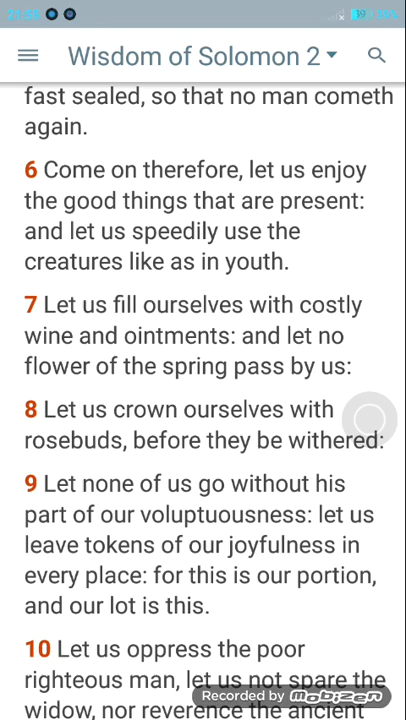 Wisdom of Solomon 2
fast sealed, so that no man cometh
again.
6 Come on therefore, let us enjoy
the good things that are present:
and let us speedily use the
creatures like as in youth.
7 Let us fill ourselves with costly
wine and ointments: and let no
flower of the spring pass by us:
8 Let us crown ourselves with
rosebuds, before they be withered:
9 Let none of us go without his
part of our voluptuousness: let us
leave tokens of our joyfulness in
every place: for this is our portion,
and our lot is this.
10 Let us oppress the poor
righteous man, let us not spare the
Recorded by Mobizen
widow, nor reverence the ancient